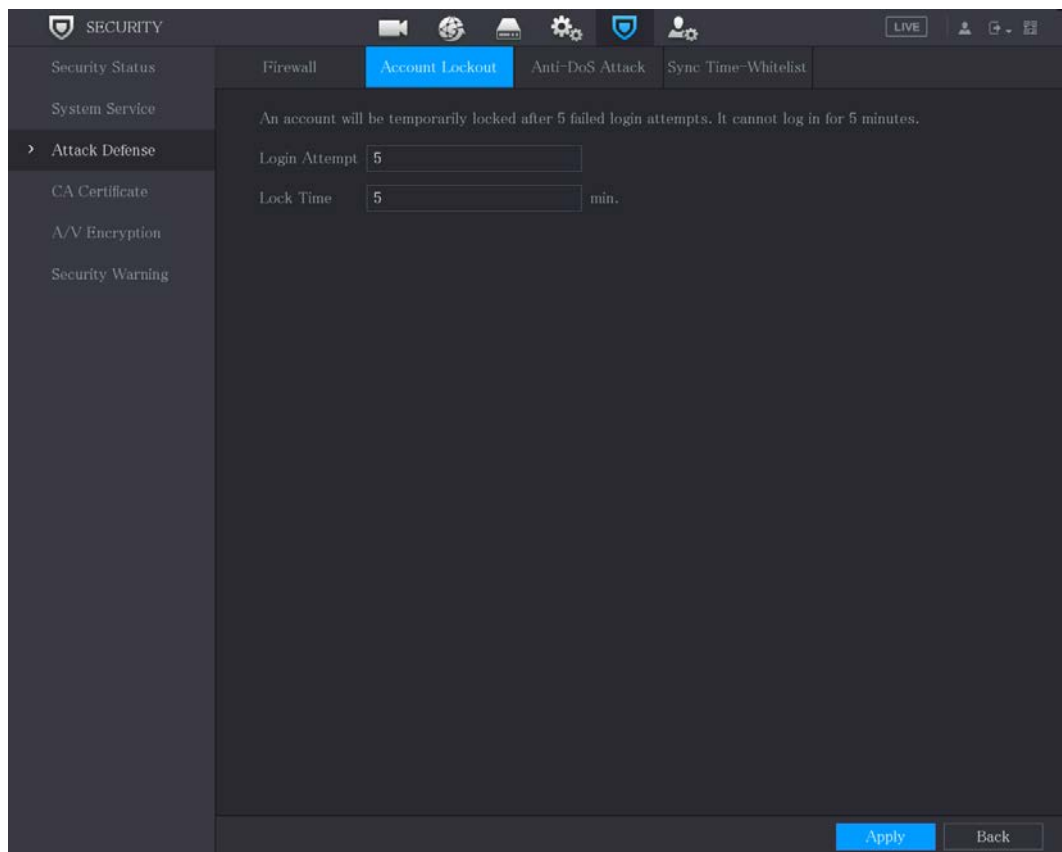 SECURITY
LIVE
Security Status
System Service
Attack Defense
CA Certificate
A/V Encryption
Security Warning
Firewall
Account Lockout
Anti-DoS Attack
Sync Time-Whitelist
An account will be temporarily locked after 5 failed login attempts. It cannot log in for 5 minutes.
Login Attempt 5
Lock Time 5 min.
Apply
Back